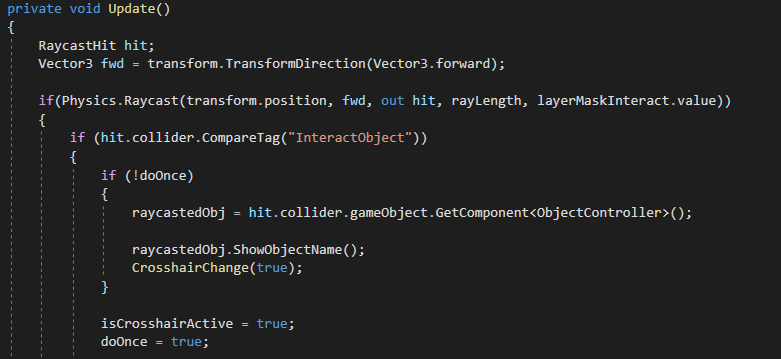 private void Update()
{
RaycastHit hit;
Vector3 fwd = transform.TransformDirection(Vector3.forward);
if(Physics.Raycast(transform.position, fwd, out hit, rayLength, layerMaskInteract.value))
{
if (hit.collider.CompareTag("InteractObject"))
{
if (!doOnce)
{
raycastedObj = hit.collider.gameObject.GetComponent<ObjectController>();
raycastedObj.ShowObjectName();
CrosshairChange(true);
}
isCrosshairActive = true;
doOnce = true;